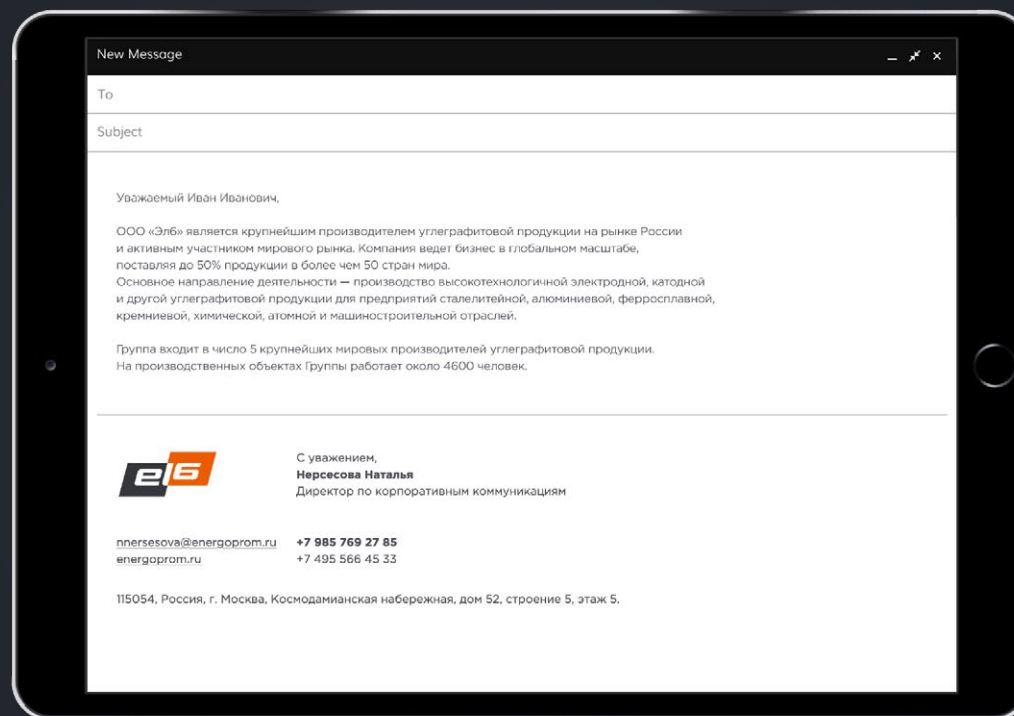 New Message
To
Subject
Уважаемый Иван Иванович,
ООО «Эл6» является крупнейшим производителем углеграфитовой продукции на рынке России
и активным участником мирового рынка. Компания ведет бизнес в глобальном масштабе,
поставляя до 50% продукции в более чем 50 стран мира.
Основное направление деятельности — производство высокотехнологичной электродной, катодной
и другой углеграфитовой продукции для предприятий сталелитейной, алюминиевой, ферросплавной,
кремниевой, химической, атомной и машиностроительной отраслей.
Группа входит в число 5 крупнейших мировых производителей углеграфитовой продукции.
На производственных объектах Группы работает около 4600 человек.
el6
С уважением,
Нерсесова Наталья
Директор по корпоративным коммуникациям
nnersesova@energoprom.ru +7 985 769 27 85
energoprom.ru +7 495 566 45 33
115054, Россия, г. Москва, Космодамианская набережная, дом 52, строение 5, этаж 5.